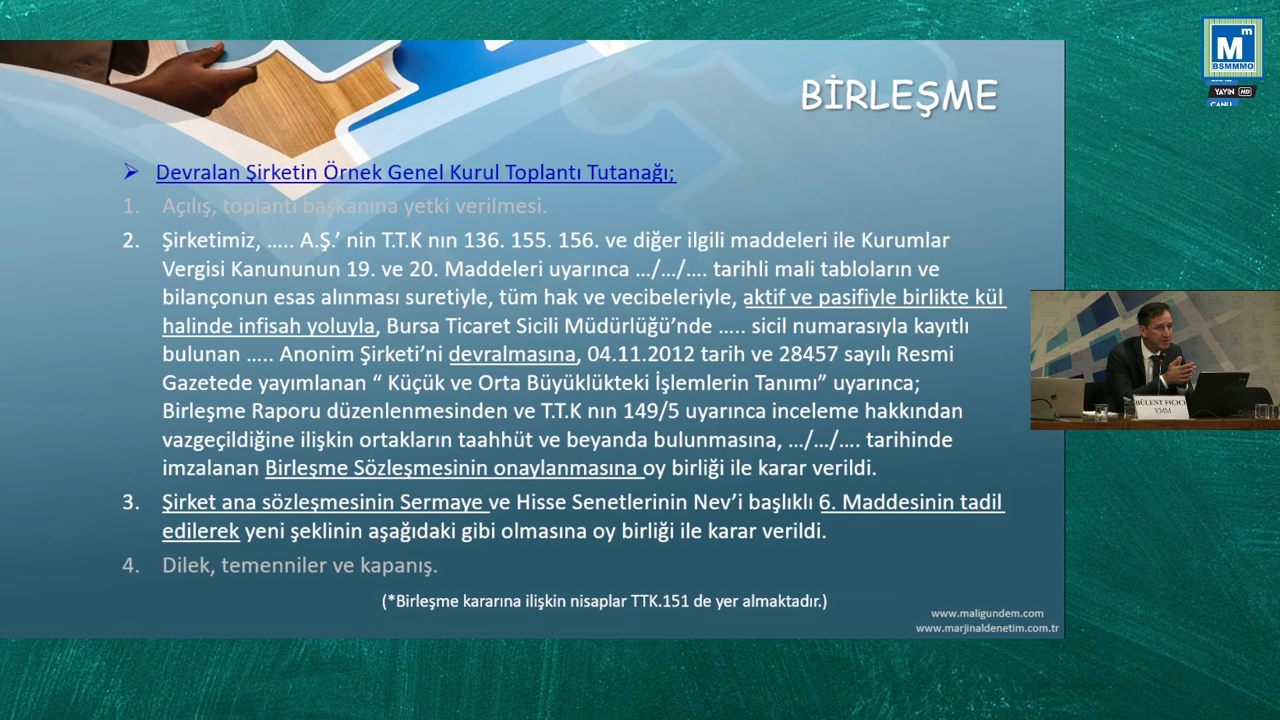 M m
BSMMMO
YAYIN HD
CANLI
BİRLEŞME
➢ Devralan Şirketin Örnek Genel Kurul Toplantı Tutanağı;
1. Açılış, toplantı başkanına yetki verilmesi.
2. Şirketimiz, ….. A.Ş.’ nin T.T.K nın 136. 155. 156. ve diğer ilgili maddeleri ile Kurumlar
Vergisi Kanununun 19. ve 20. Maddeleri uyarınca …/…/…. tarihli mali tabloların ve
bilançonun esas alınması suretiyle, tüm hak ve vecibeleriyle, aktif ve pasifiyle birlikte kül
halinde infisah yoluyla, Bursa Ticaret Sicili Müdürlüğü’nde ….. sicil numarasıyla kayıtlı
bulunan ….. Anonim Şirketi’ni devralmasına, 04.11.2012 tarih ve 28457 sayılı Resmi
Gazetede yayımlanan “ Küçük ve Orta Büyüklükteki İşlemlerin Tanımı” uyarınca;
Birleşme Raporu düzenlenmesinden ve T.T.K nın 149/5 uyarınca inceleme hakkından
vazgeçildiğine ilişkin ortakların taahhüt ve beyanda bulunmasına, …/…/…. tarihinde
imzalanan Birleşme Sözleşmesinin onaylanmasına oy birliği ile karar verildi.
3. Şirket ana sözleşmesinin Sermaye ve Hisse Senetlerinin Nev’i başlıklı 6. Maddesinin tadil
edilerek yeni şeklinin aşağıdaki gibi olmasına oy birliği ile karar verildi.
4. Dilek, temenniler ve kapanış.
(*Birleşme kararına ilişkin nisaplar TTK.151 de yer almaktadır.)
www.maligundem.com
www.marjinaldenetim.com.tr
BÜLENT FICICI
YMM